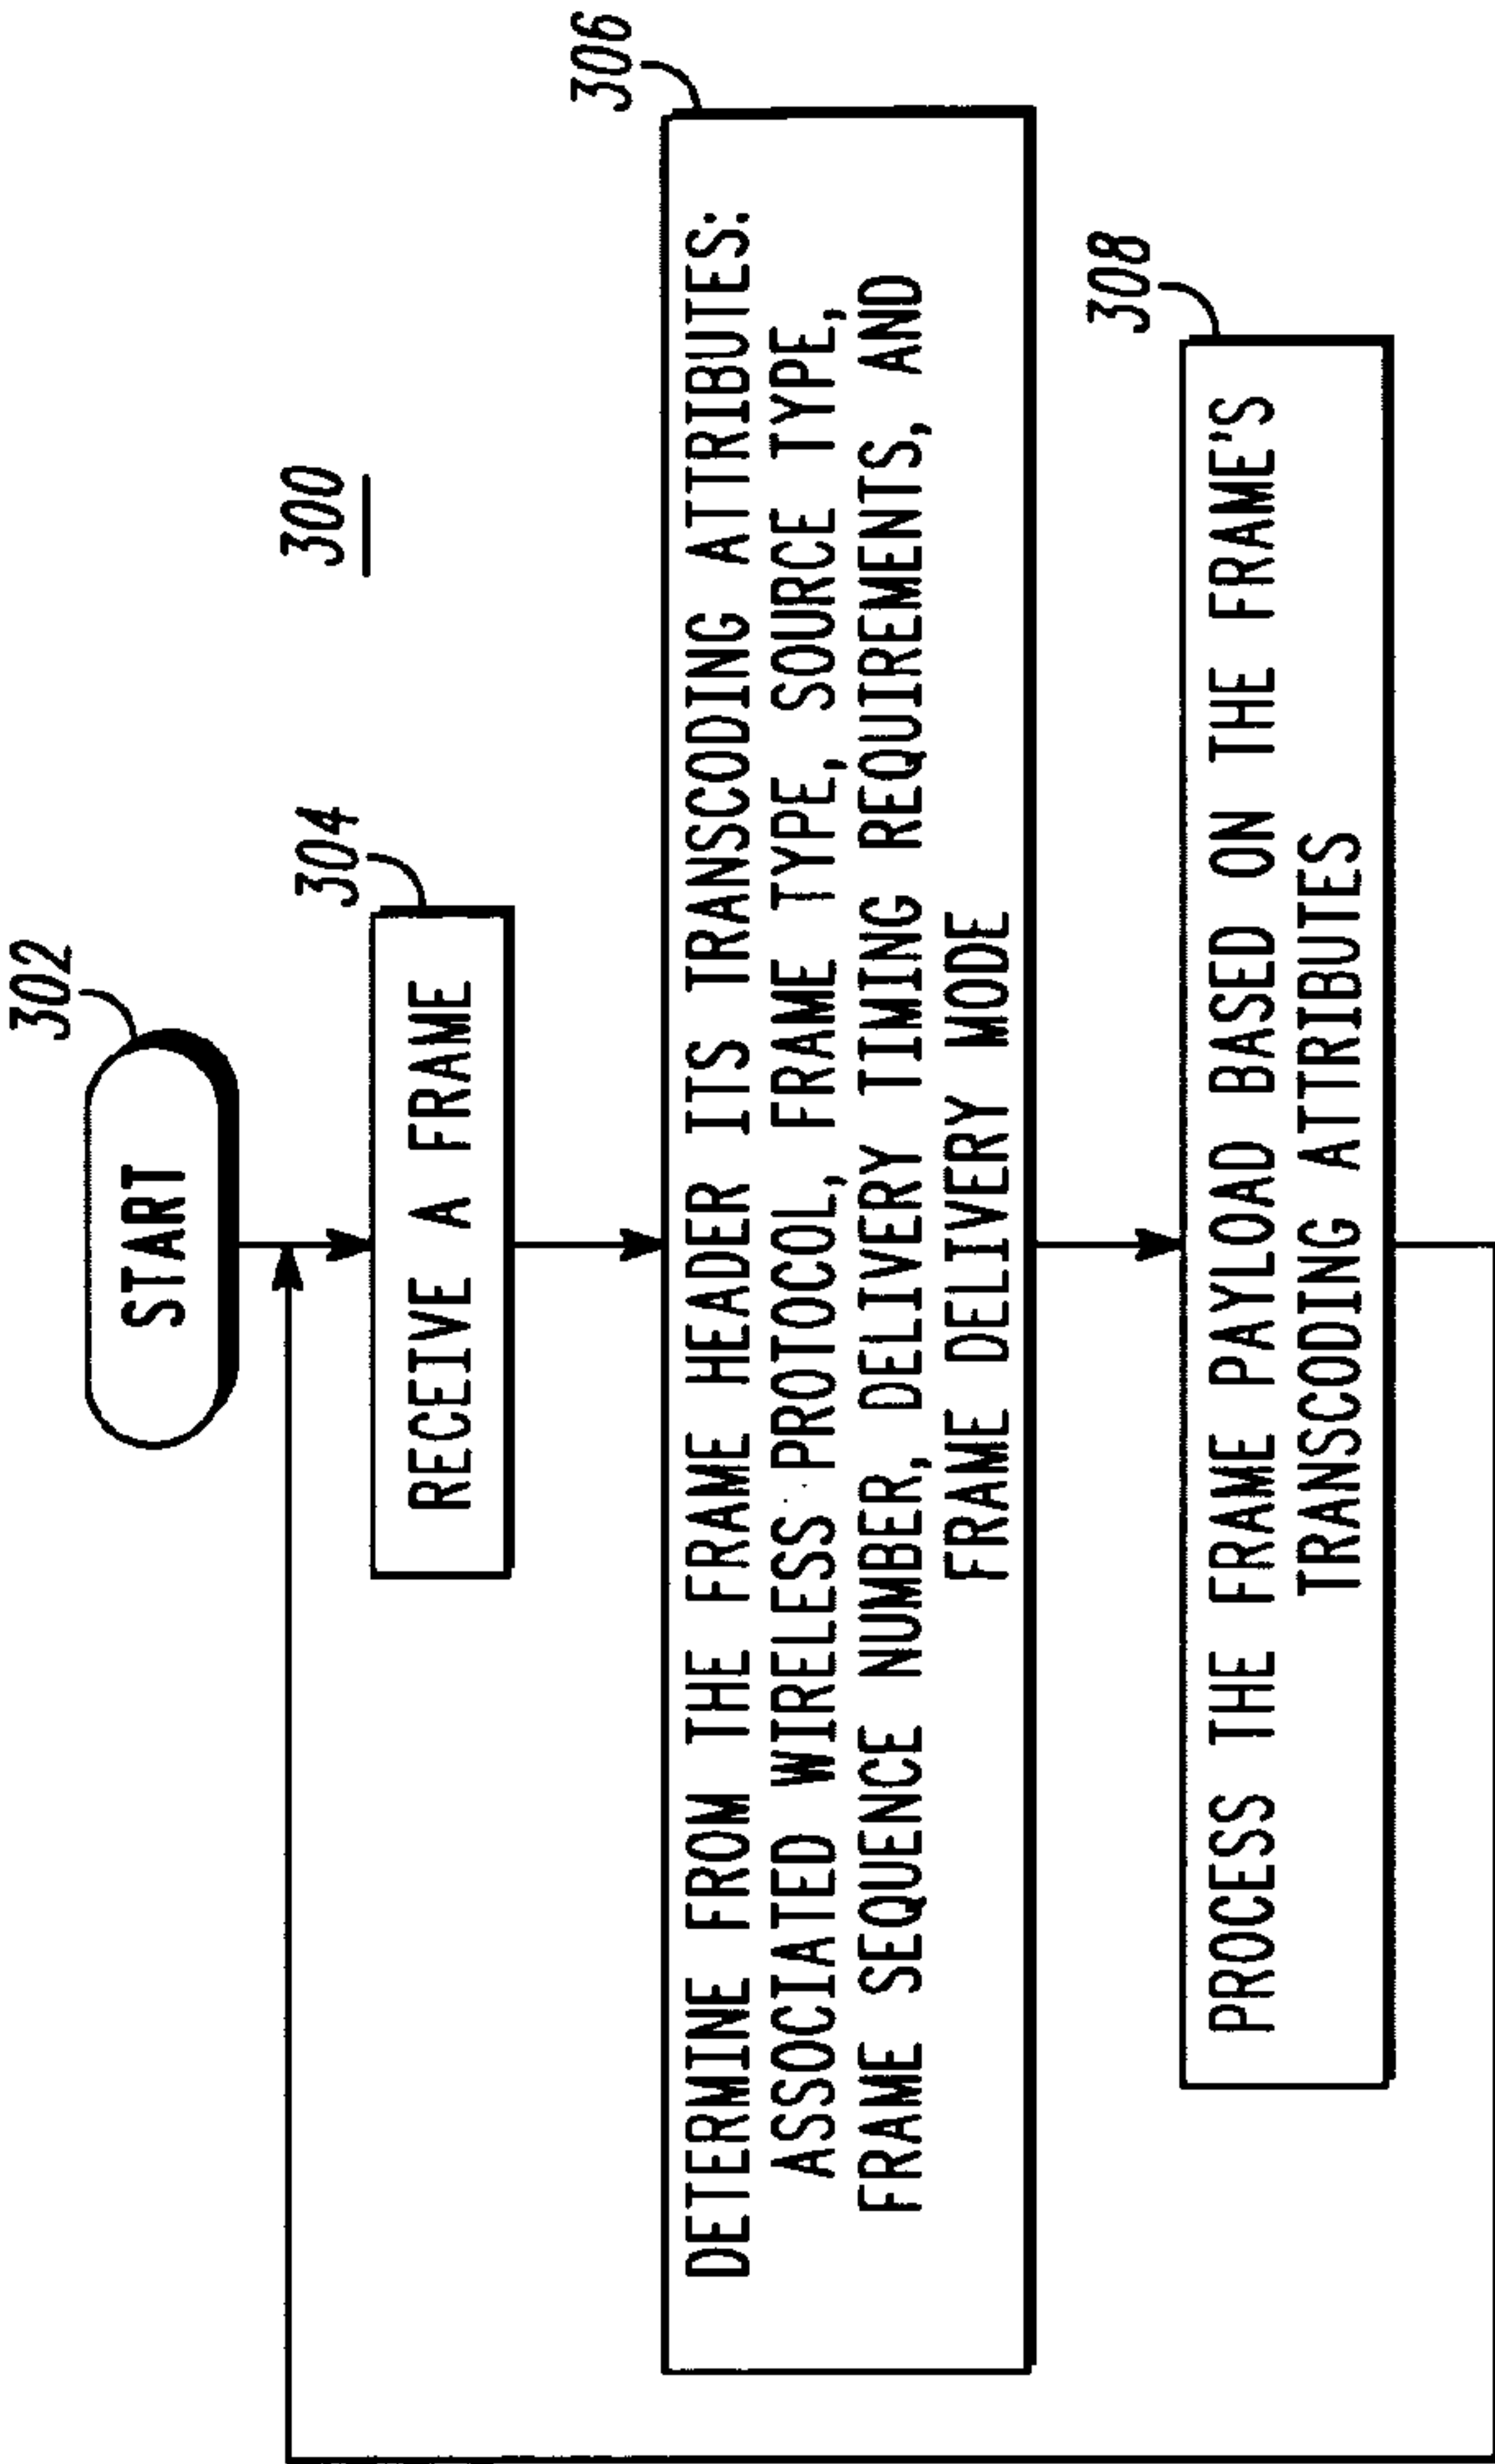 300
302
START
304
RECEIVE A FRAME
306
DETERMINE FROM THE FRAME HEADER ITS TRANSCODING ATTRIBUTES:
ASSOCIATED WIRELESS PROTOCOL, FRAME TYPE, SOURCE TYPE,
FRAME SEQUENCE NUMBER, DELIVERY TIMING REQUIREMENTS, AND
FRAME DELIVERY MODE
308
PROCESS THE FRAME PAYLOAD BASED ON THE FRAME'S
TRANSCODING ATTRIBUTES